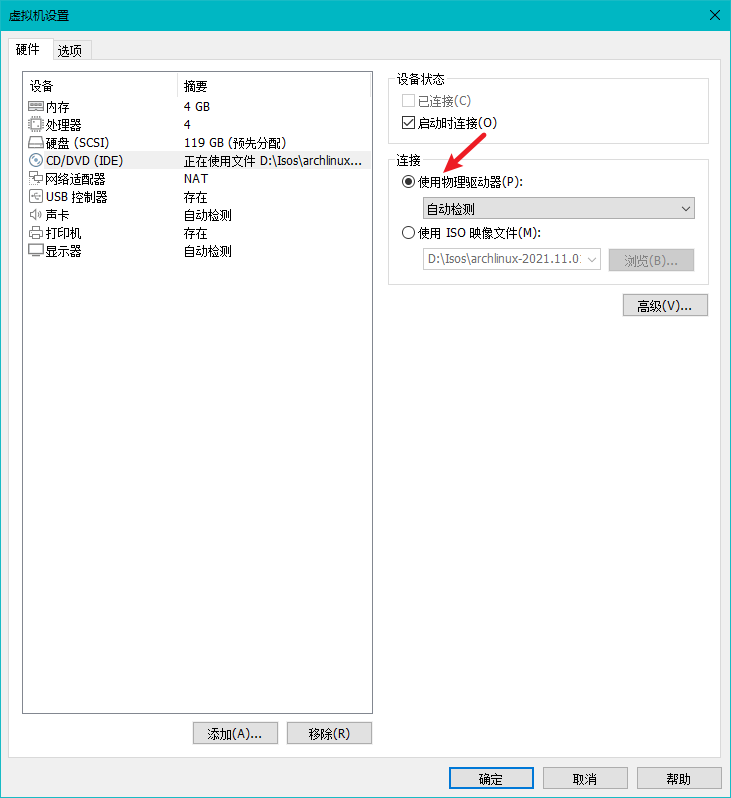 虚拟机设置
硬件 选项
设备 摘要
内存 4 GB
处理器 4
硬盘 (SCSI) 119 GB (预先分配)
CD/DVD (IDE) 正在使用文件 D:\Isos\archlinux...
网络适配器 NAT
USB 控制器 存在
声卡 自动检测
打印机 存在
显示器 自动检测
添加(A)... 移除(R)
设备状态
已连接(C)
启动时连接(O)
连接
使用物理驱动器(P):
自动检测
使用 ISO 映像文件(M):
D:\Isos\archlinux-2021.11.01 浏览(B)...
高级(V)...
确定 取消 帮助